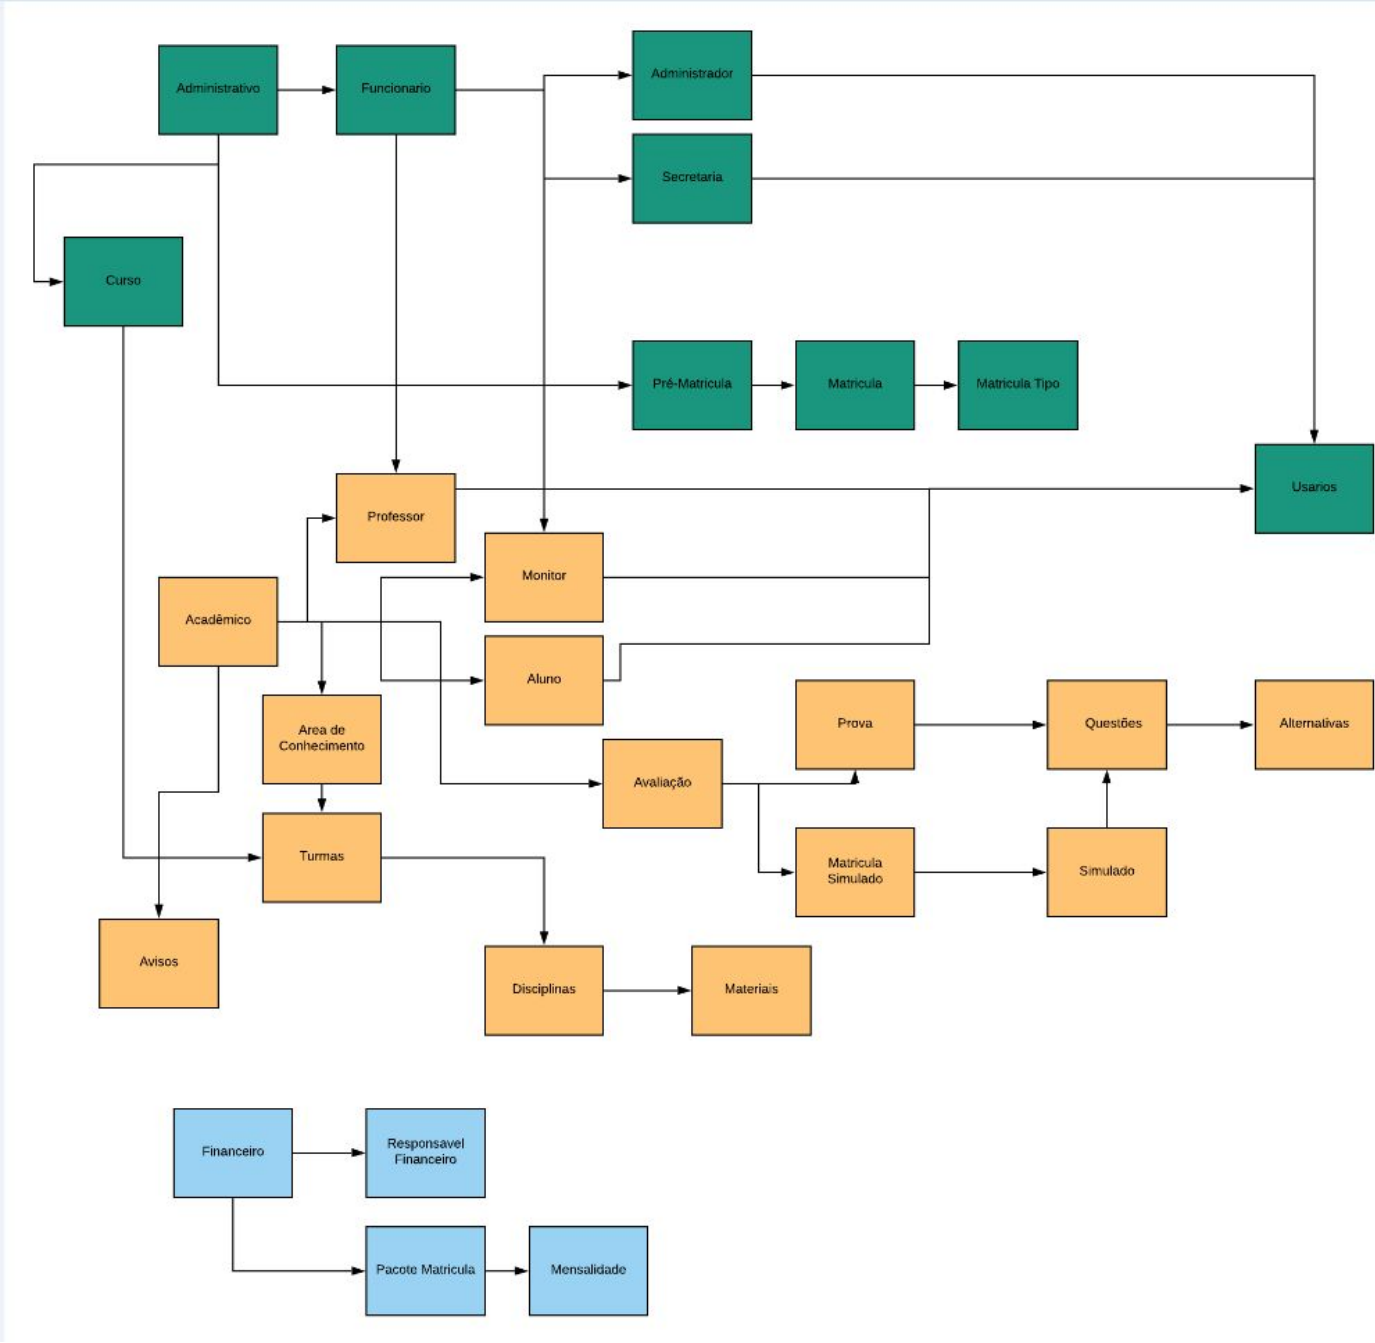 Administrativo
Funcionario
Administrador
Secretaria
Curso
Pré-Matricula
Matricula
Matricula Tipo
Usarios
Professor
Monitor
Acadêmico
Aluno
Area de
Conhecimento
Prova
Questões
Alternativas
Avaliação
Turmas
Matricula
Simulado
Simulado
Avisos
Disciplinas
Materiais
Financeiro
Responsavel
Financeiro
Pacote Matricula
Mensalidade